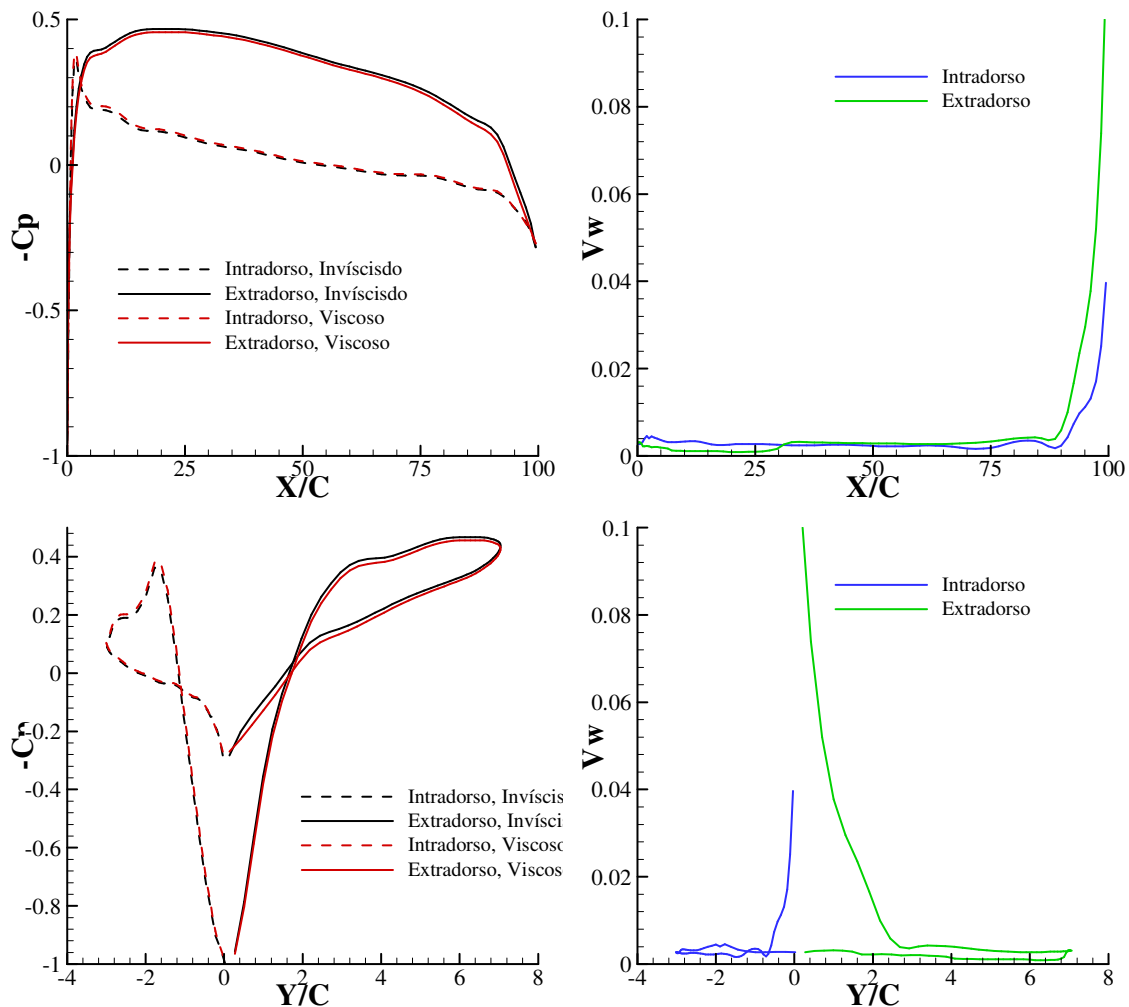 0.5
0
-0.5
-1
-Cp
0
25
50
75
100
X/C
Intradorso, Invíscisdo
Extradorso, Invíscisdo
Intradorso, Viscoso
Extradorso, Viscoso
0.1
0.08
0.06
0.04
0.02
0
Vw
0
25
50
75
100
X/C
Intradorso
Extradorso
0.4
0.2
0
-0.2
-0.4
-0.6
-0.8
-1
-Cp
-4
-2
0
2
4
6
8
Y/C
Intradorso, Invíscis
Extradorso, Invísci
Intradorso, Viscoso
Extradorso, Viscos
0.1
0.08
0.06
0.04
0.02
0
Vw
-4
-2
0
2
4
6
8
Y/C
Intradorso
Extradorso